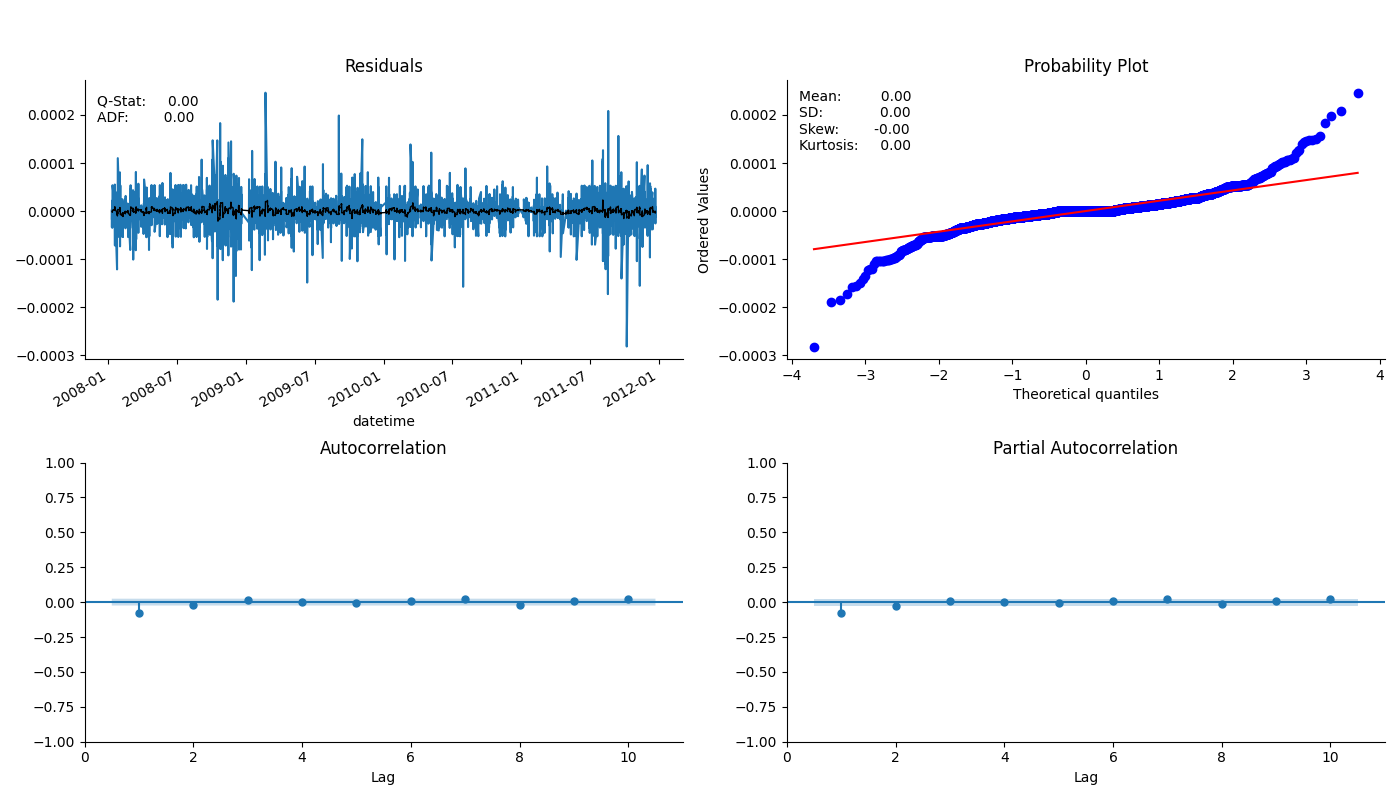 Residuals
Q-Stat: 0.00
ADF: 0.00
0.0002
0.0001
0.0000
−0.0001
−0.0002
−0.0003
2008-01
2008-07
2009-01
2009-07
2010-01
2010-07
2011-01
2011-07
2012-01
datetime
Probability Plot
Mean: 0.00
SD: 0.00
Skew: -0.00
Kurtosis: 0.00
Ordered Values
0.0002
0.0001
0.0000
−0.0001
−0.0002
−0.0003
−4 −3 −2 −1 0 1 2 3 4
Theoretical quantiles
Autocorrelation
1.00
0.75
0.50
0.25
0.00
−0.25
−0.50
−0.75
−1.00
0 2 4 6 8 10
Lag
Partial Autocorrelation
1.00
0.75
0.50
0.25
0.00
−0.25
−0.50
−0.75
−1.00
0 2 4 6 8 10
Lag